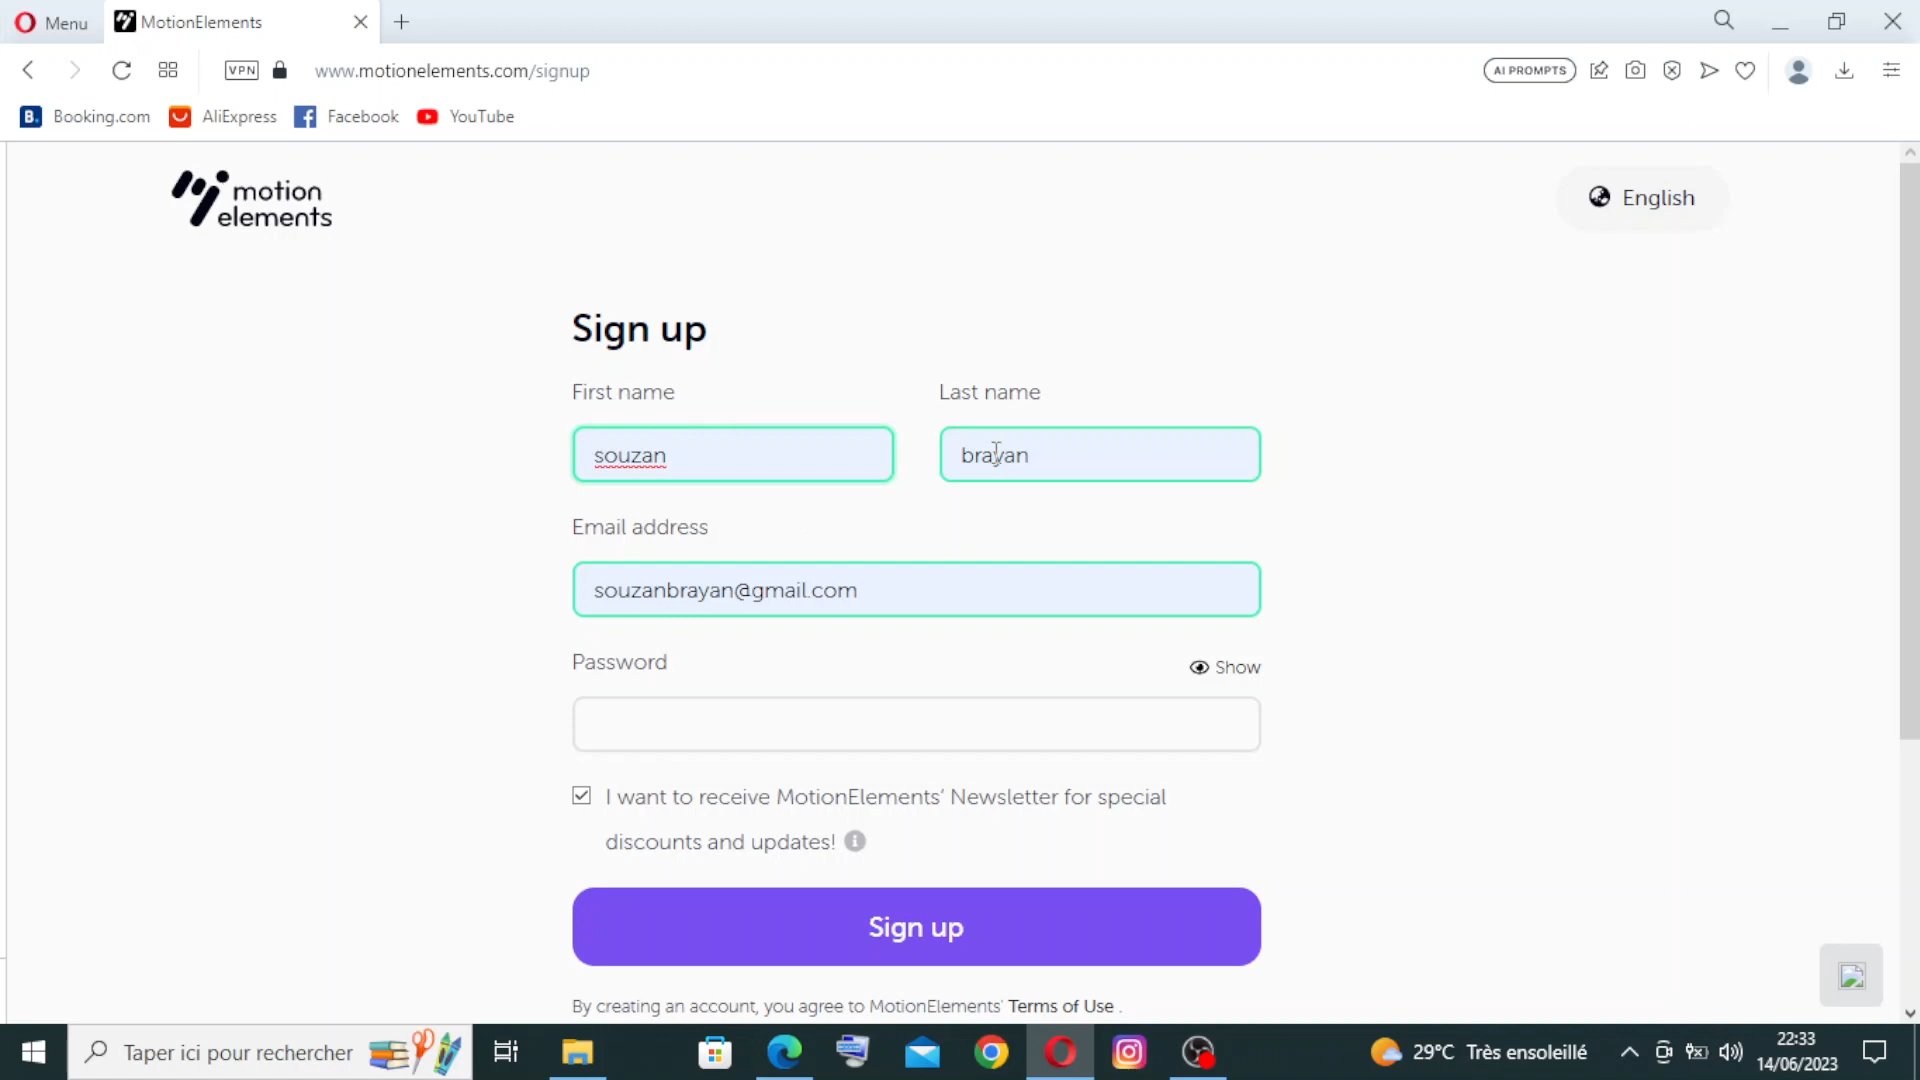 Menu
MotionElements
VPN
www.motionelements.com/signup
AI PROMPTS
B.
Booking.com
AliExpress
Facebook
YouTube
motion
elements
English
Sign up
First name
Last name
souzan
brayan
Email address
souzanbrayan@gmail.com
Password
Show
I want to receive MotionElements' Newsletter for special
discounts and updates!
Sign up
By creating an account, you agree to MotionElements' Terms of Use .
Taper ici pour rechercher
29°C Très ensoleillé
22:33
14/06/2023